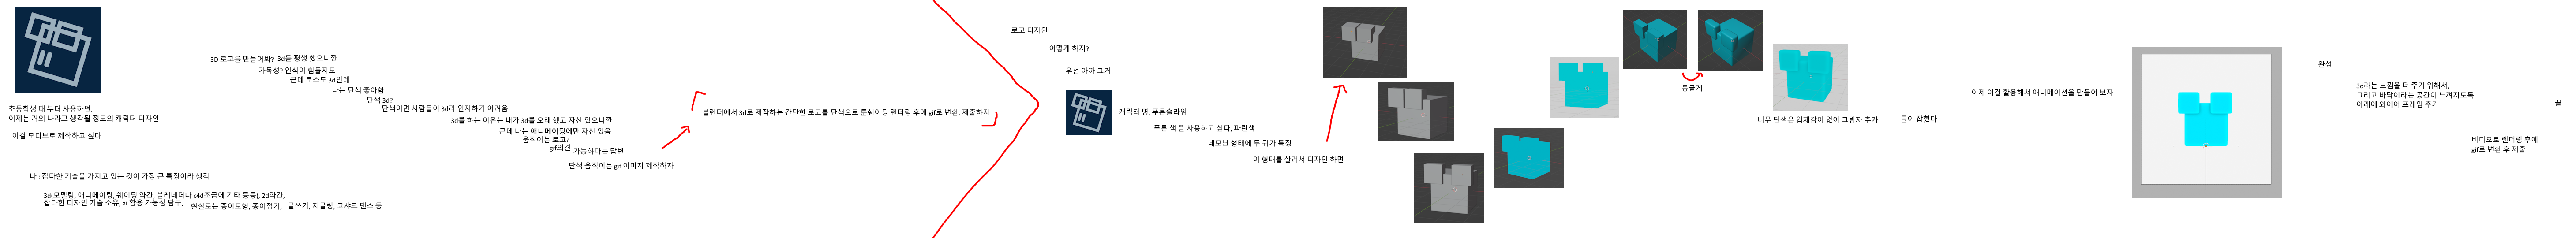 초등학생 때 부터 사용하던,
이제는 거의 나라고 생각될 정도의 캐릭터 디자인
이걸 모티브로 제작하고 싶다
나 : 잡다한 기술을 가지고 있는 것이 가장 큰 특징이라 생각
3d(모델링, 애니메이팅, 쉐이딩 약간, 블레네더나 c4d조금에 기타 등등), 2d약간,
잡다한 디자인 기술 소유, ai 활용 가능성 탐구,
현실로는 종이모형, 종이접기,
글쓰기, 저글링, 코사크 댄스 등
3D 로고를 만들어봐?
3d를 평생 했으니깐
가독성? 인식이 힘들지도
근데 토스도 3d인데
나는 단색 좋아함
단색 3d?
단색이면 사람들이 3d라 인지하기 어려움
3d를 하는 이유는 내가 3d를 오래 했고 자신 있으니깐
근데 나는 애니메이팅에만 자신 있음
움직이는 로고?
gif의견
가능하다는 답변
단색 움직이는 gif 이미지 제작하자
블렌더에서 3d로 제작하는 간단한 로고를 단색으로 툰쉐이딩 렌더링 후에 gif로 변환, 제출하자
로고 디자인
어떻게 하지?
우선 아까 그거
캐릭터 명, 푸른슬라임
푸른 색 을 사용하고 싶다, 파란색
네모난 형태에 두 귀가 특징
이 형태를 살려서 디자인 하면
둥글게
너무 단색은 입체감이 없어 그림자 추가
틀이 잡혔다
이제 이걸 활용해서 애니메이션을 만들어 보자
완성
3d라는 느낌을 더 주기 위해서,
그리고 바닥이라는 공간이 느껴지도록
아래에 와이어 프레임 추가
비디오로 렌더링 후에
gif로 변환 후 제출
끝